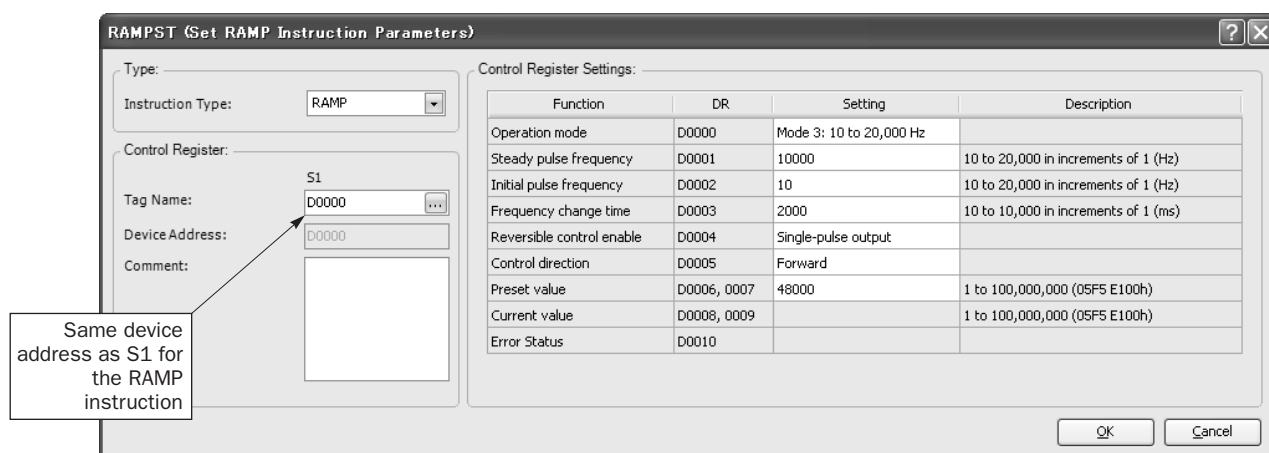 RAMPST (Set RAMP Instruction Parameters)
Type:
Instruction Type: RAMP
Control Register:
S1
Tag Name: D0000 ...
Device Address: D0000
Comment:
Same device
address as S1 for
the RAMP
instruction
Control Register Settings:
Function DR Setting Description
Operation mode D0000 Mode 3: 10 to 20,000 Hz
Steady pulse frequency D0001 10000 10 to 20,000 in increments of 1 (Hz)
Initial pulse frequency D0002 10 10 to 20,000 in increments of 1 (Hz)
Frequency change time D0003 2000 10 to 10,000 in increments of 1 (ms)
Reversible control enable D0004 Single-pulse output
Control direction D0005 Forward
Preset value D0006, 0007 48000 1 to 100,000,000 (05F5 E100h)
Current value D0008, 0009 1 to 100,000,000 (05F5 E100h)
Error Status D0010
OK Cancel